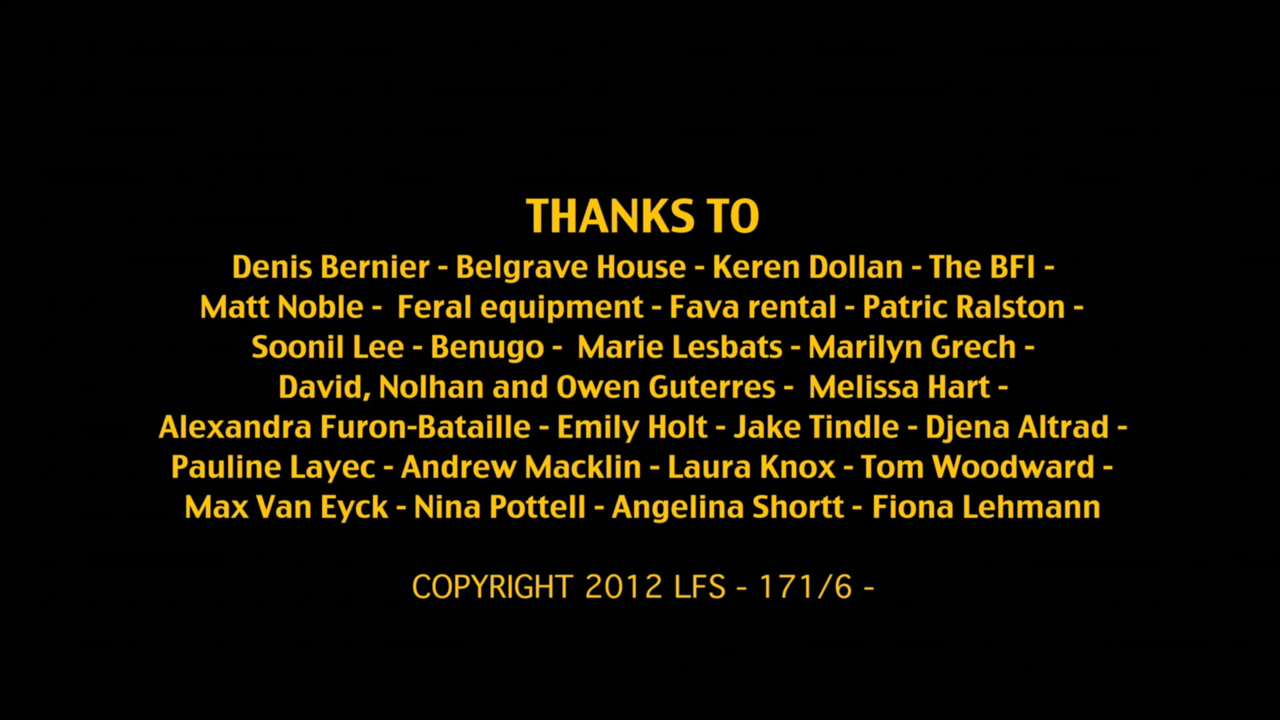 THANKS TO
Denis Bernier - Belgrave House - Keren Dollan - The BFI -
Matt Noble - Feral equipment - Fava rental - Patric Ralston -
Soonil Lee - Benugo - Marie Lesbats - Marilyn Grech -
David, Nolhan and Owen Guterres - Melissa Hart -
Alexandra Furon-Bataille - Emily Holt - Jake Tindle - Djena Altrad -
Pauline Layec - Andrew Macklin - Laura Knox - Tom Woodward -
Max Van Eyck - Nina Pottell - Angelina Shortt - Fiona Lehmann
COPYRIGHT 2012 LFS - 171/6 -